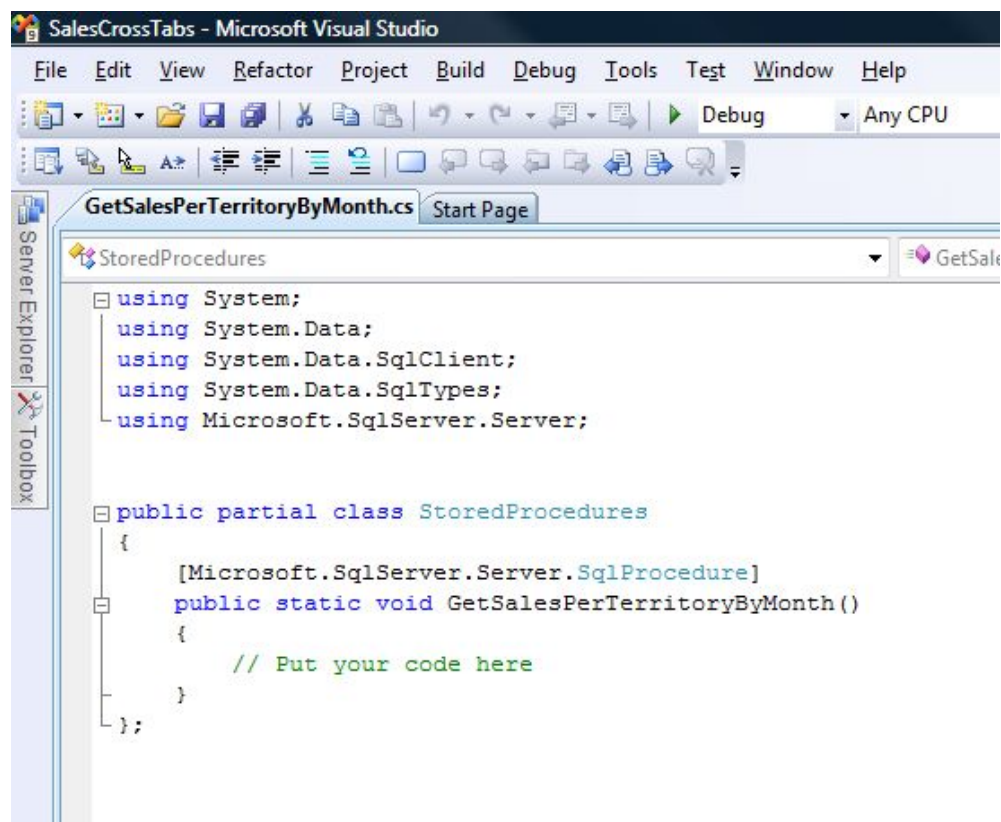 SalesCrossTabs - Microsoft Visual Studio
File Edit View Refactor Project Build Debug Tools Test Window Help
Debug Any CPU
GetSalesPerTerritoryByMonth.cs Start Page
StoredProcedures GetSale
Server Explorer
Toolbox
using System;
using System.Data;
using System.Data.SqlClient;
using System.Data.SqlTypes;
using Microsoft.SqlServer.Server;
public partial class StoredProcedures
{
[Microsoft.SqlServer.Server.SqlProcedure]
public static void GetSalesPerTerritoryByMonth()
{
// Put your code here
}
};